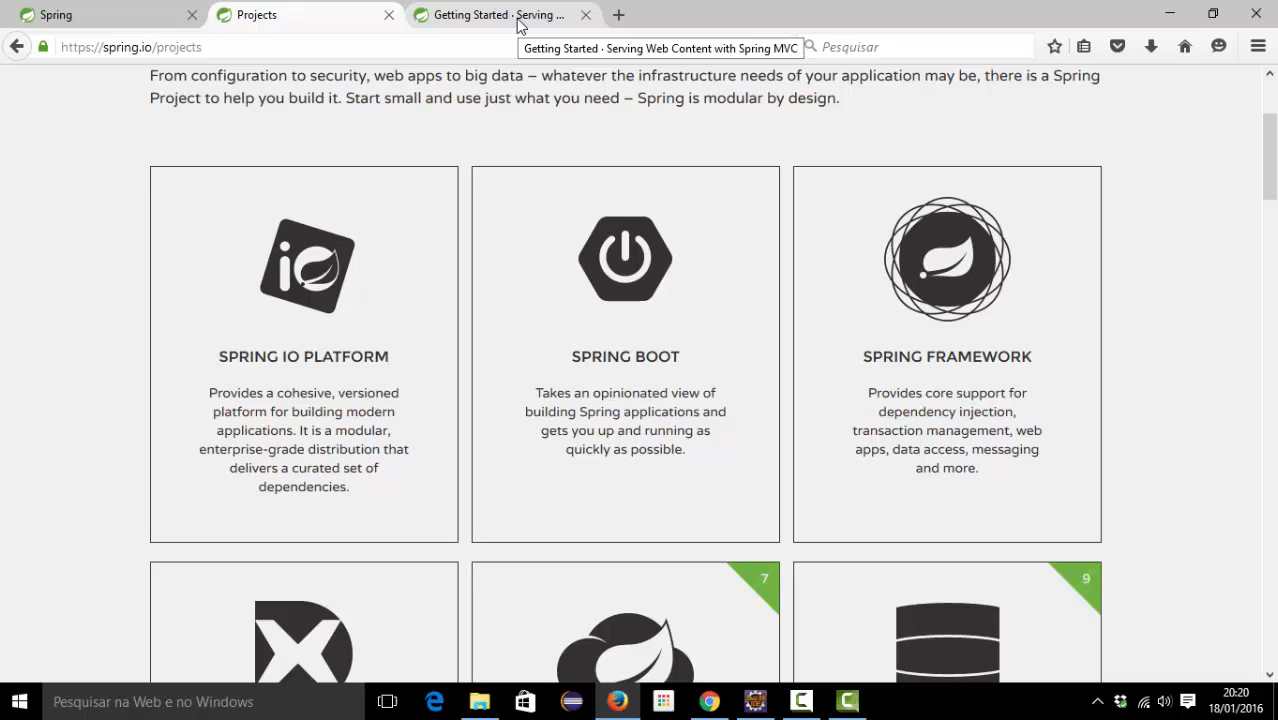 Spring
Projects
Getting Started · Serving ...
https://spring.io/projects
Getting Started · Serving Web Content with Spring MVC
Pesquisar
From configuration to security, web apps to big data – whatever the infrastructure needs of your application may be, there is a Spring
Project to help you build it. Start small and use just what you need – Spring is modular by design.
io
SPRING IO PLATFORM
Provides a cohesive, versioned
platform for building modern
applications. It is a modular,
enterprise-grade distribution that
delivers a curated set of
dependencies.
SPRING BOOT
Takes an opinionated view of
building Spring applications and
gets you up and running as
quickly as possible.
SPRING FRAMEWORK
Provides core support for
dependency injection,
transaction management, web
apps, data access, messaging
and more.
7
9
Pesquisar na Web e no Windows
20:20
18/01/2016